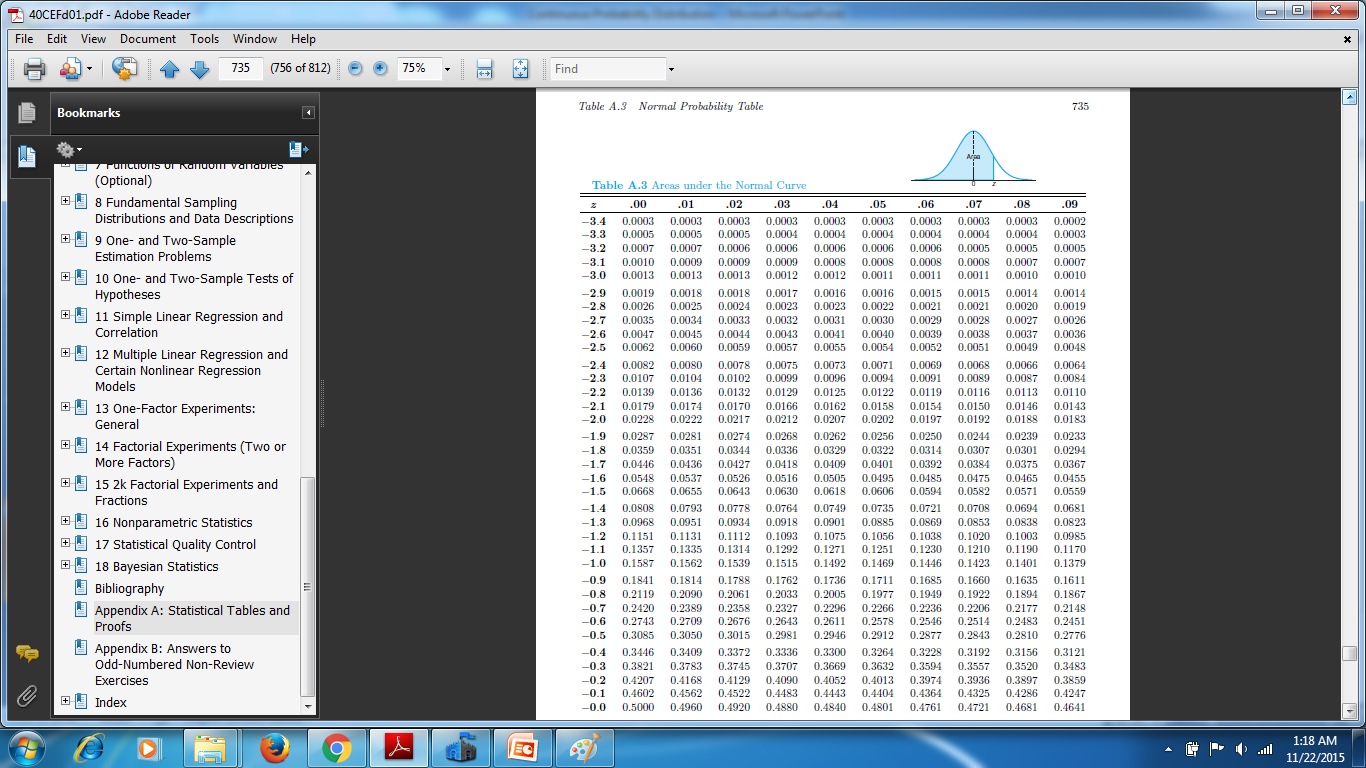 40CEFd01.pdf - Adobe Reader
File Edit View Document Tools Window Help
735 (756 of 812) 75% Find
Bookmarks
7 Functions of Random Variables
(Optional)
8 Fundamental Sampling
Distributions and Data Descriptions
9 One- and Two-Sample
Estimation Problems
10 One- and Two-Sample Tests of
Hypotheses
11 Simple Linear Regression and
Correlation
12 Multiple Linear Regression and
Certain Nonlinear Regression
Models
13 One-Factor Experiments:
General
14 Factorial Experiments (Two or
More Factors)
15 2k Factorial Experiments and
Fractions
16 Nonparametric Statistics
17 Statistical Quality Control
18 Bayesian Statistics
Bibliography
Appendix A: Statistical Tables and
Proofs
Appendix B: Answers to
Odd-Numbered Non-Review
Exercises
Index
Table A.3 Normal Probability Table 735
Area
0 z
Table A.3 Areas under the Normal Curve
z .00 .01 .02 .03 .04 .05 .06 .07 .08 .09
−3.4 0.0003 0.0003 0.0003 0.0003 0.0003 0.0003 0.0003 0.0003 0.0003 0.0002
−3.3 0.0005 0.0005 0.0005 0.0004 0.0004 0.0004 0.0004 0.0004 0.0004 0.0003
−3.2 0.0007 0.0007 0.0006 0.0006 0.0006 0.0006 0.0006 0.0005 0.0005 0.0005
−3.1 0.0010 0.0009 0.0009 0.0009 0.0008 0.0008 0.0008 0.0008 0.0007 0.0007
−3.0 0.0013 0.0013 0.0013 0.0012 0.0012 0.0011 0.0011 0.0011 0.0010 0.0010
−2.9 0.0019 0.0018 0.0018 0.0017 0.0016 0.0016 0.0015 0.0015 0.0014 0.0014
−2.8 0.0026 0.0025 0.0024 0.0023 0.0023 0.0022 0.0021 0.0021 0.0020 0.0019
−2.7 0.0035 0.0034 0.0033 0.0032 0.0031 0.0030 0.0029 0.0028 0.0027 0.0026
−2.6 0.0047 0.0045 0.0044 0.0043 0.0041 0.0040 0.0039 0.0038 0.0037 0.0036
−2.5 0.0062 0.0060 0.0059 0.0057 0.0055 0.0054 0.0052 0.0051 0.0049 0.0048
−2.4 0.0082 0.0080 0.0078 0.0075 0.0073 0.0071 0.0069 0.0068 0.0066 0.0064
−2.3 0.0107 0.0104 0.0102 0.0099 0.0096 0.0094 0.0091 0.0089 0.0087 0.0084
−2.2 0.0139 0.0136 0.0132 0.0129 0.0125 0.0122 0.0119 0.0116 0.0113 0.0110
−2.1 0.0179 0.0174 0.0170 0.0166 0.0162 0.0158 0.0154 0.0150 0.0146 0.0143
−2.0 0.0228 0.0222 0.0217 0.0212 0.0207 0.0202 0.0197 0.0192 0.0188 0.0183
−1.9 0.0287 0.0281 0.0274 0.0268 0.0262 0.0256 0.0250 0.0244 0.0239 0.0233
−1.8 0.0359 0.0351 0.0344 0.0336 0.0329 0.0322 0.0314 0.0307 0.0301 0.0294
−1.7 0.0446 0.0436 0.0427 0.0418 0.0409 0.0401 0.0392 0.0384 0.0375 0.0367
−1.6 0.0548 0.0537 0.0526 0.0516 0.0505 0.0495 0.0485 0.0475 0.0465 0.0455
−1.5 0.0668 0.0655 0.0643 0.0630 0.0618 0.0606 0.0594 0.0582 0.0571 0.0559
−1.4 0.0808 0.0793 0.0778 0.0764 0.0749 0.0735 0.0721 0.0708 0.0694 0.0681
−1.3 0.0968 0.0951 0.0934 0.0918 0.0901 0.0885 0.0869 0.0853 0.0838 0.0823
−1.2 0.1151 0.1131 0.1112 0.1093 0.1075 0.1056 0.1038 0.1020 0.1003 0.0985
−1.1 0.1357 0.1335 0.1314 0.1292 0.1271 0.1251 0.1230 0.1210 0.1190 0.1170
−1.0 0.1587 0.1562 0.1539 0.1515 0.1492 0.1469 0.1446 0.1423 0.1401 0.1379
−0.9 0.1841 0.1814 0.1788 0.1762 0.1736 0.1711 0.1685 0.1660 0.1635 0.1611
−0.8 0.2119 0.2090 0.2061 0.2033 0.2005 0.1977 0.1949 0.1922 0.1894 0.1867
−0.7 0.2420 0.2389 0.2358 0.2327 0.2296 0.2266 0.2236 0.2206 0.2177 0.2148
−0.6 0.2743 0.2709 0.2676 0.2643 0.2611 0.2578 0.2546 0.2514 0.2483 0.2451
−0.5 0.3085 0.3050 0.3015 0.2981 0.2946 0.2912 0.2877 0.2843 0.2810 0.2776
−0.4 0.3446 0.3409 0.3372 0.3336 0.3300 0.3264 0.3228 0.3192 0.3156 0.3121
−0.3 0.3821 0.3783 0.3745 0.3707 0.3669 0.3632 0.3594 0.3557 0.3520 0.3483
−0.2 0.4207 0.4168 0.4129 0.4090 0.4052 0.4013 0.3974 0.3936 0.3897 0.3859
−0.1 0.4602 0.4562 0.4522 0.4483 0.4443 0.4404 0.4364 0.4325 0.4286 0.4247
−0.0 0.5000 0.4960 0.4920 0.4880 0.4840 0.4801 0.4761 0.4721 0.4681 0.4641
1:18 AM
11/22/2015